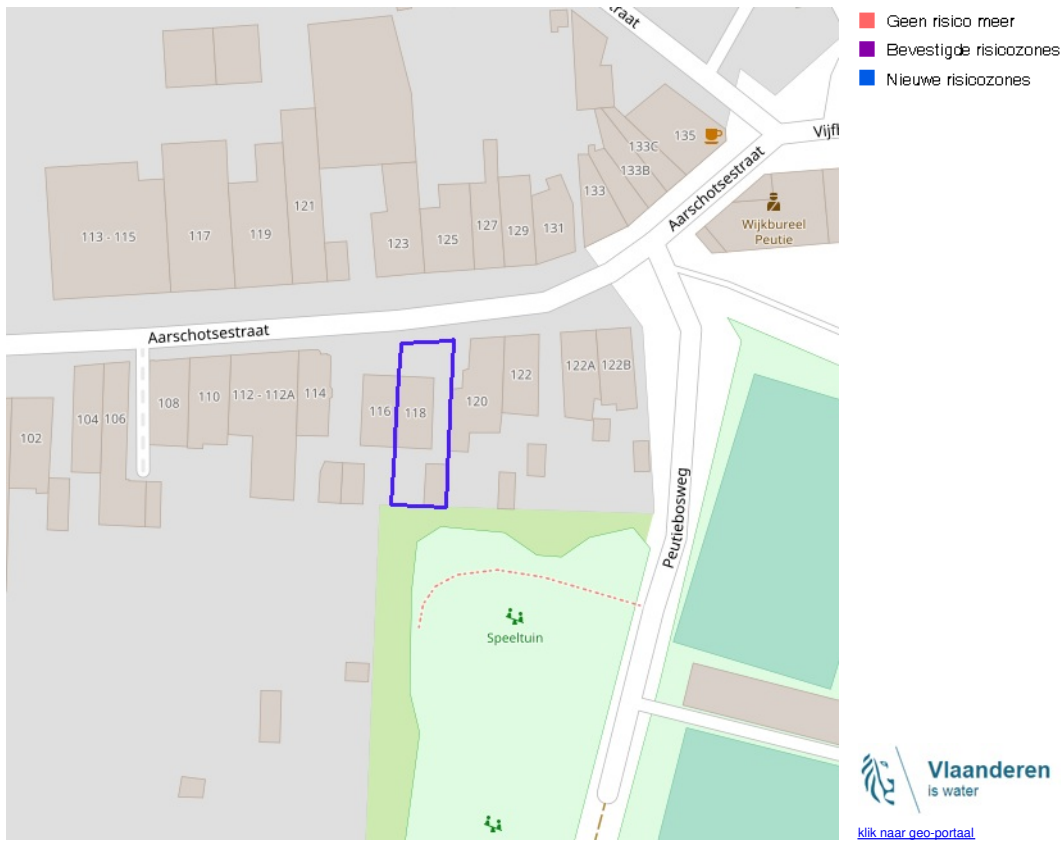 Geen risico meer
Bevestigde risicozones
Nieuwe risicozones
135
133C
133B
133
Aarschotsestraat
Wijkbureel
Peutie
121
113 - 115
117
119
123
125
127
129
131
Aarschotsestraat
122A
122B
122
120
118
116
114
112 - 112A
110
108
106
104
102
Peutiebosweg
Speeltuin
Vlaanderen
is water
klik naar geo-portaal